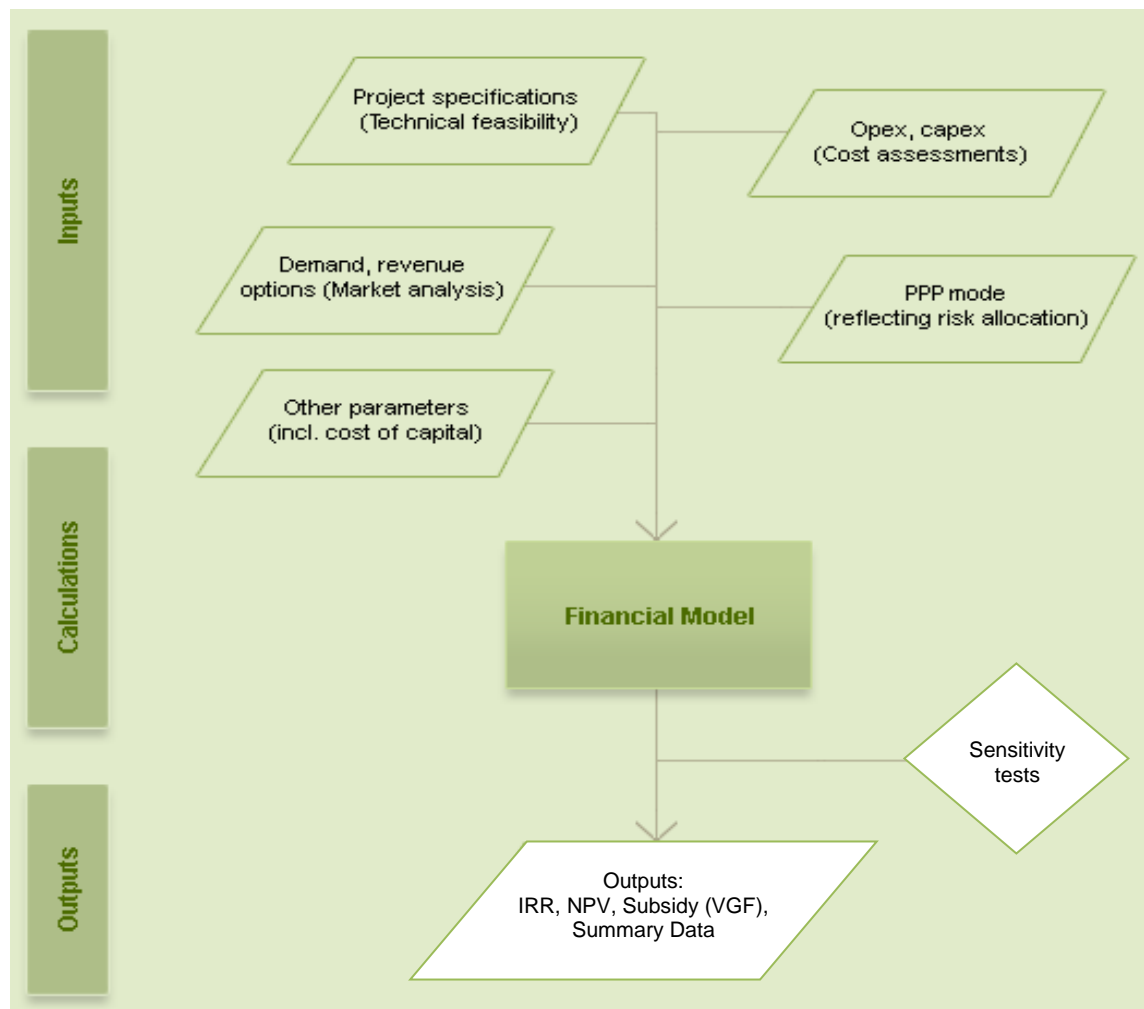 Inputs
Project specifications
(Technical feasibility)
Opex, capex
(Cost assessments)
Demand, revenue
options (Market analysis)
PPP mode
(reflecting risk allocation)
Other parameters
(incl. cost of capital)
Calculations
Financial Model
Sensitivity
tests
Outputs
Outputs:
IRR, NPV, Subsidy (VGF),
Summary Data